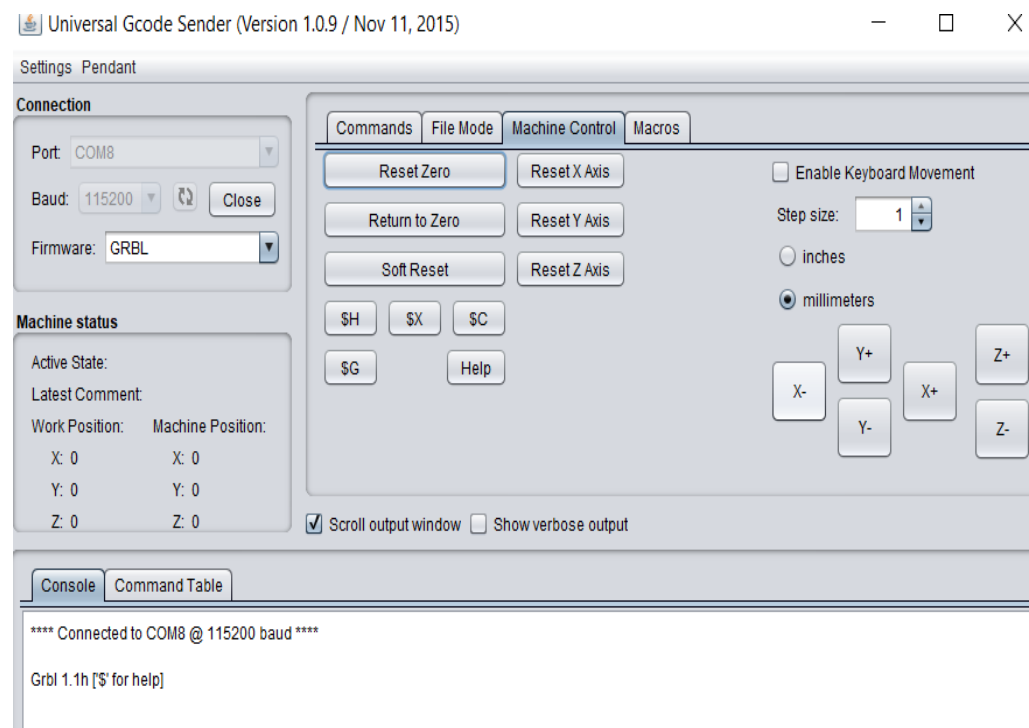 Universal Gcode Sender (Version 1.0.9 / Nov 11, 2015)
Settings Pendant
Connection
Port: COM8
Baud: 115200 Close
Firmware: GRBL
Machine status
Active State:
Latest Comment:
Work Position: Machine Position:
X: 0 X: 0
Y: 0 Y: 0
Z: 0 Z: 0
Commands File Mode Machine Control Macros
Reset Zero Reset X Axis
Return to Zero Reset Y Axis
Soft Reset Reset Z Axis
$H $X $C
$G Help
Enable Keyboard Movement
Step size: 1
inches
millimeters
Y+ Z+
X- X+
Y- Z-
Scroll output window Show verbose output
Console Command Table
**** Connected to COM8 @ 115200 baud ****
Grbl 1.1h ['$' for help]